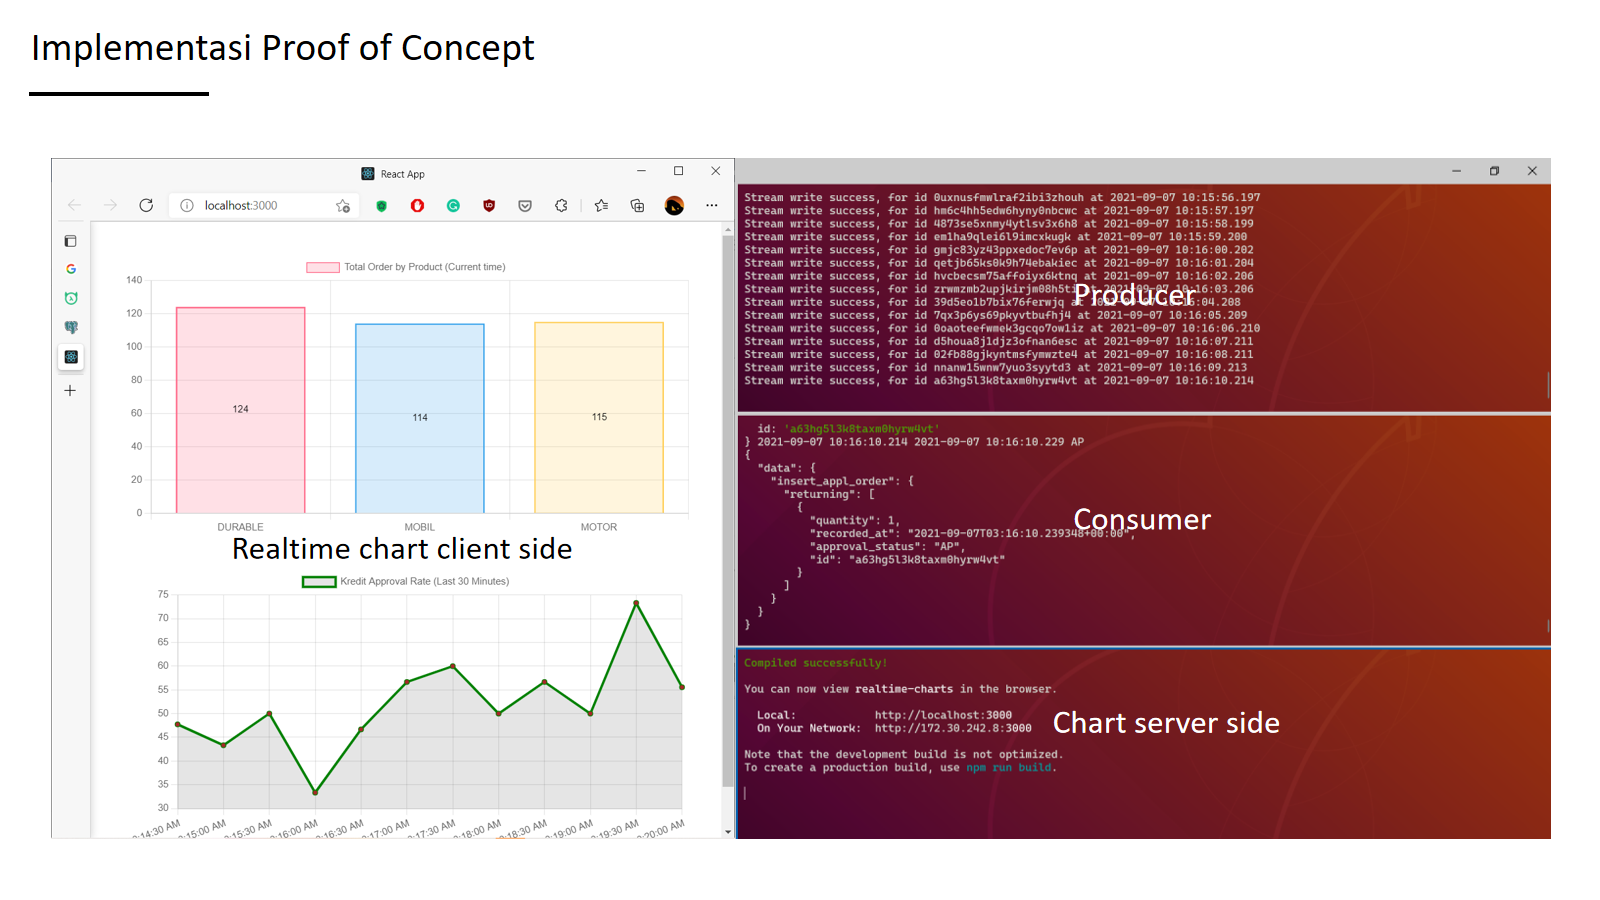 Implementasi Proof of Concept
React App
localhost:3000
Total Order by Product (Current time)
140
120
100
80
60
40
20
0
124
114
115
DURABLE
MOBIL
MOTOR
Realtime chart client side
Kredit Approval Rate (Last 30 Minutes)
75
70
65
60
55
50
45
40
35
30
:14:30 AM
:15:00 AM
:15:30 AM
:16:00 AM
:16:30 AM
:17:00 AM
:17:30 AM
:18:00 AM
:18:30 AM
:19:00 AM
:19:30 AM
:20:00 AM
Stream write success, for id 0uxnusfmwlraf2ibi3zhouh at 2021-09-07 10:15:56.197
Stream write success, for id hm6c4hh5edw6hyny0nbcwc at 2021-09-07 10:15:57.197
Stream write success, for id 4873se5xnmy4ytlsv3x6h8 at 2021-09-07 10:15:58.199
Stream write success, for id em1ha9qlei6l9imcxkugk at 2021-09-07 10:15:59.200
Stream write success, for id gmjc83yz43ppxedoc7ev6p at 2021-09-07 10:16:00.202
Stream write success, for id qetjb65ks0k9h74ebakiec at 2021-09-07 10:16:01.204
Stream write success, for id hvcbecsm75affoiyx6ktnq at 2021-09-07 10:16:02.206
Stream write success, for id 10:16:03.206
Stream write success, for id 39d5eo1b7bix76ferwjq at 10:16:04.208
Stream write success, for id 7qx3p6ys69pkyvtbufhj4 at 2021-09-07 10:16:05.209
Stream write success, for id 0oaoteefwmek3gcqo7ow1iz at 2021-09-07 10:16:06.210
Stream write success, for id d5houa8j1djz3ofnan6esc at 2021-09-07 10:16:07.211
Stream write success, for id 02fb88gjkyntmsfymwzte4 at 2021-09-07 10:16:08.211
Stream write success, for id nnanw15wnw7yuo3syytd3 at 2021-09-07 10:16:09.213
Stream write success, for id a63hg5l3k8taxm0hyrw4vt at 2021-09-07 10:16:10.214
Producer
id: 'a63hg5l3k8taxm0hyrw4vt'
} 2021-09-07 10:16:10.214 2021-09-07 10:16:10.229 AP
{
"data": {
"insert_appl_order": {
"returning": [
{
"quantity": 1,
"recorded_at": "2021-09-07T03:16:10.239348+00:00",
"approval_status": "AP",
"id": "a63hg5l3k8taxm0hyrw4vt"
}
]
}
}
}
Consumer
Compiled successfully!
You can now view realtime-charts in the browser.
Local: http://localhost:3000
On Your Network: http://172.30.242.8:3000
Chart server side
Note that the development build is not optimized.
To create a production build, use npm run build.